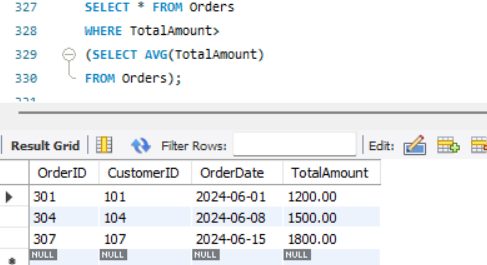 327 SELECT * FROM Orders
328 WHERE TotalAmount>
329 (SELECT AVG(TotalAmount)
330 FROM Orders);
Result Grid Filter Rows: Edit:
OrderID CustomerID OrderDate TotalAmount
301 101 2024-06-01 1200.00
304 104 2024-06-08 1500.00
307 107 2024-06-15 1800.00
NULL NULL NULL NULL